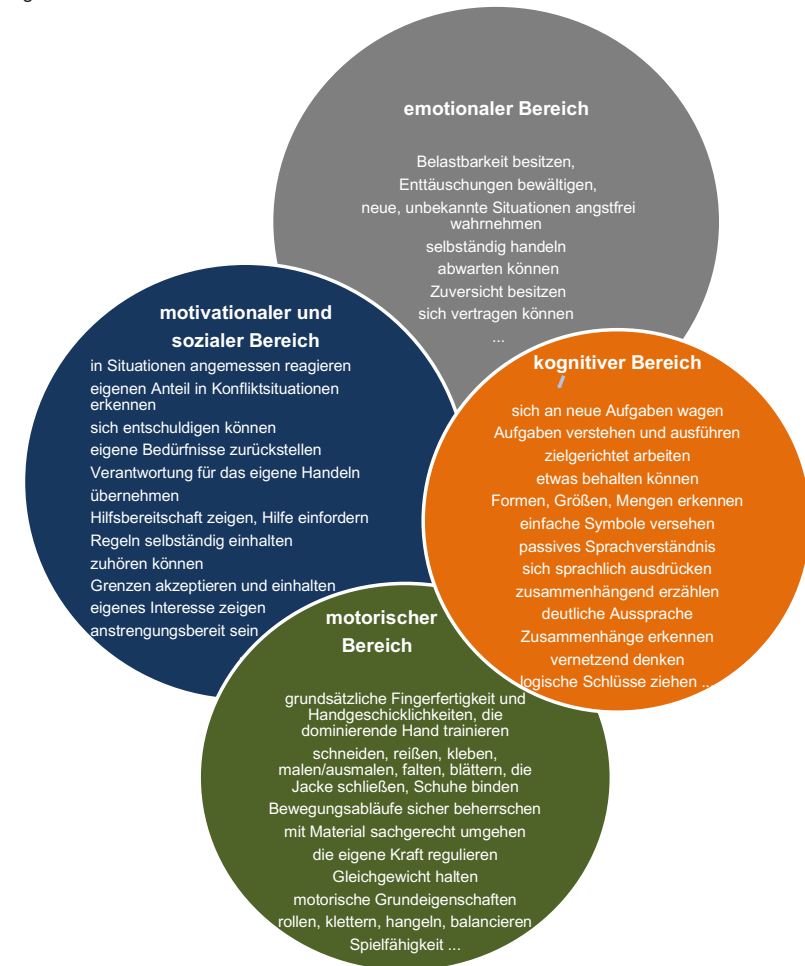 g
emotionaler Bereich
Belastbarkeit besitzen,
Enttäuschungen bewältigen,
neue, unbekannte Situationen angstfrei
wahrnehmen
selbständig handeln
abwarten können
Zuversicht besitzen
sich vertragen können
...
motivationaler und
sozialer Bereich
in Situationen angemessen reagieren
eigenen Anteil in Konfliktsituationen
erkennen
sich entschuldigen können
eigene Bedürfnisse zurückstellen
Verantwortung für das eigene Handeln
übernehmen
Hilfsbereitschaft zeigen, Hilfe einfordern
Regeln selbständig einhalten
zuhören können
Grenzen akzeptieren und einhalten
eigenes Interesse zeigen
anstrengungsbereit sein
kognitiver Bereich
sich an neue Aufgaben wagen
Aufgaben verstehen und ausführen
zielgerichtet arbeiten
etwas behalten können
Formen, Größen, Mengen erkennen
einfache Symbole versehen
passives Sprachverständnis
sich sprachlich ausdrücken
zusammenhängend erzählen
deutliche Aussprache
Zusammenhänge erkennen
vernetzend denken
logische Schlüsse ziehen ...
motorischer
Bereich
grundsätzliche Fingerfertigkeit und
Handgeschicklichkeiten, die
dominierende Hand trainieren
schneiden, reißen, kleben,
malen/ausmalen, falten, blättern, die
Jacke schließen, Schuhe binden
Bewegungsabläufe sicher beherrschen
mit Material sachgerecht umgehen
die eigene Kraft regulieren
Gleichgewicht halten
motorische Grundeigenschaften
rollen, klettern, hangeln, balancieren
Spielfähigkeit ...